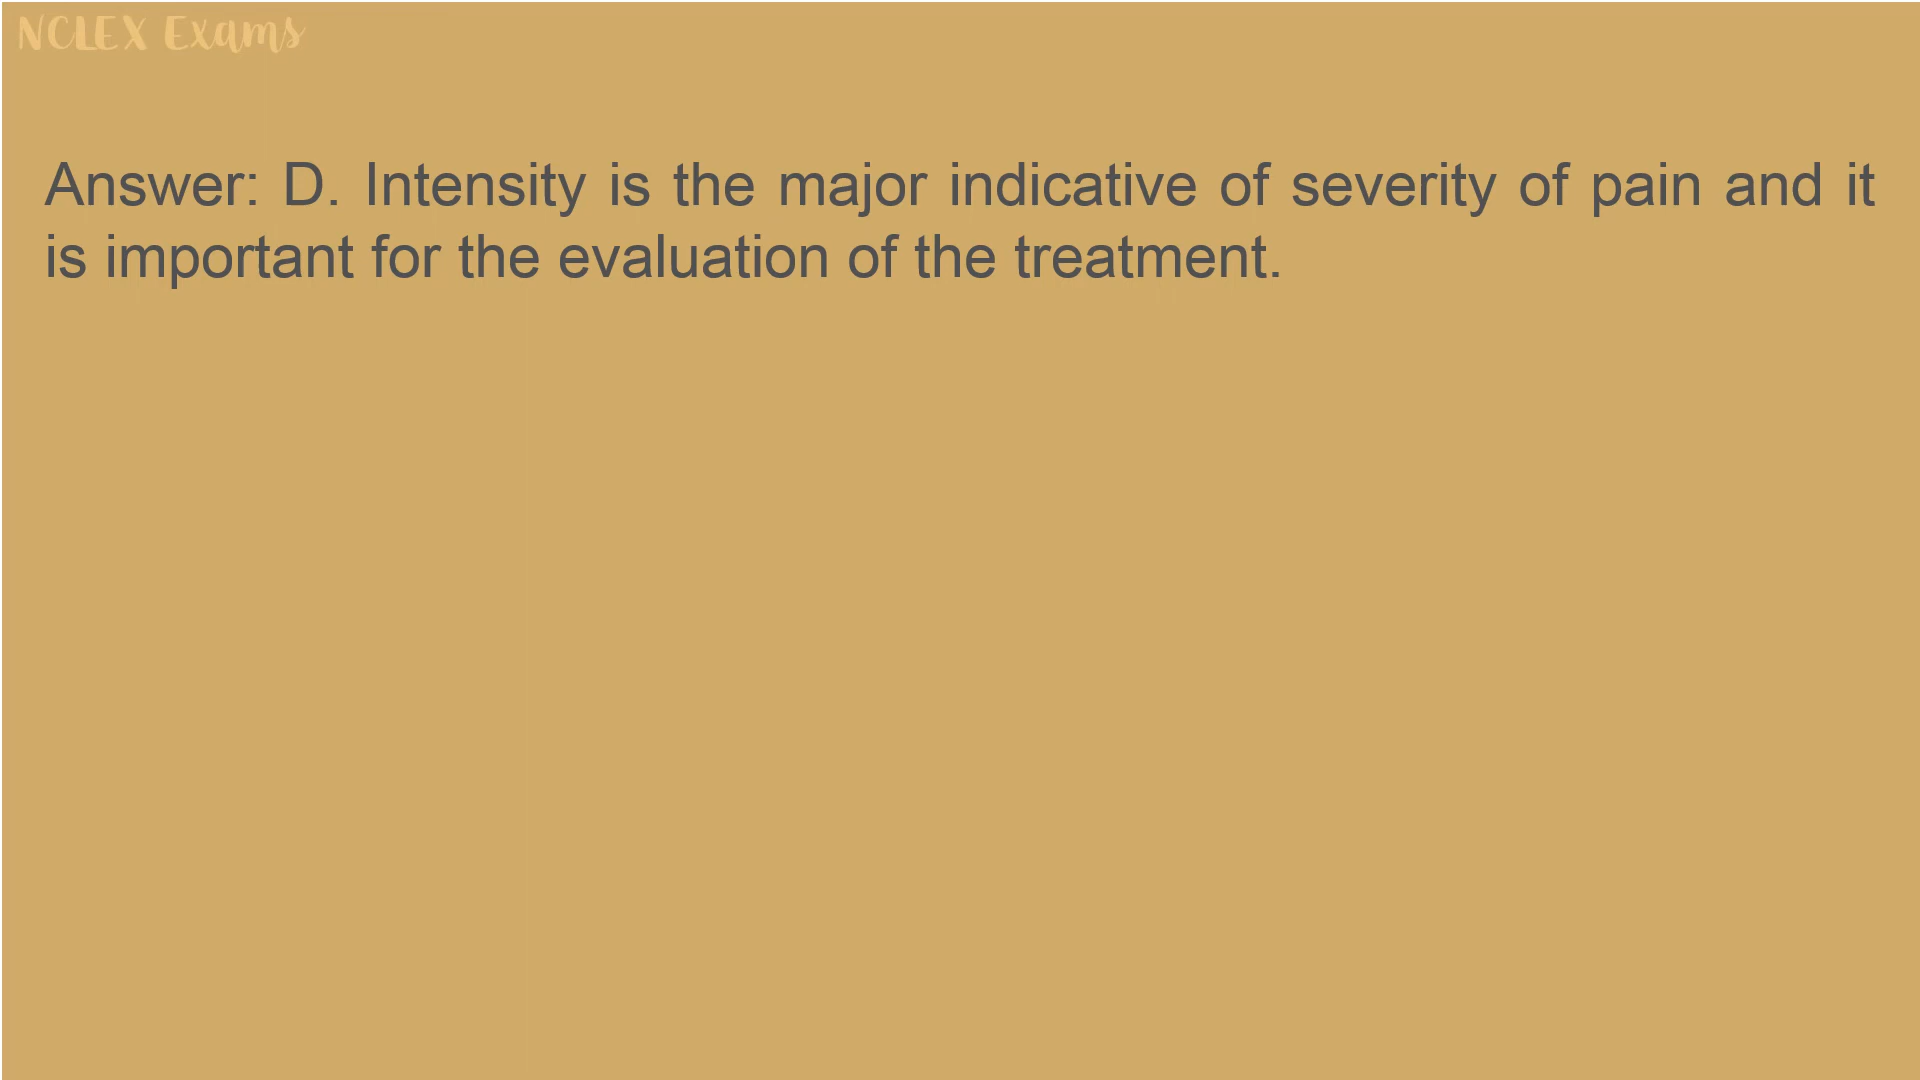 NCLEX Exams
Answer: D. Intensity is the major indicative of severity of pain and it
is important for the evaluation of the treatment.